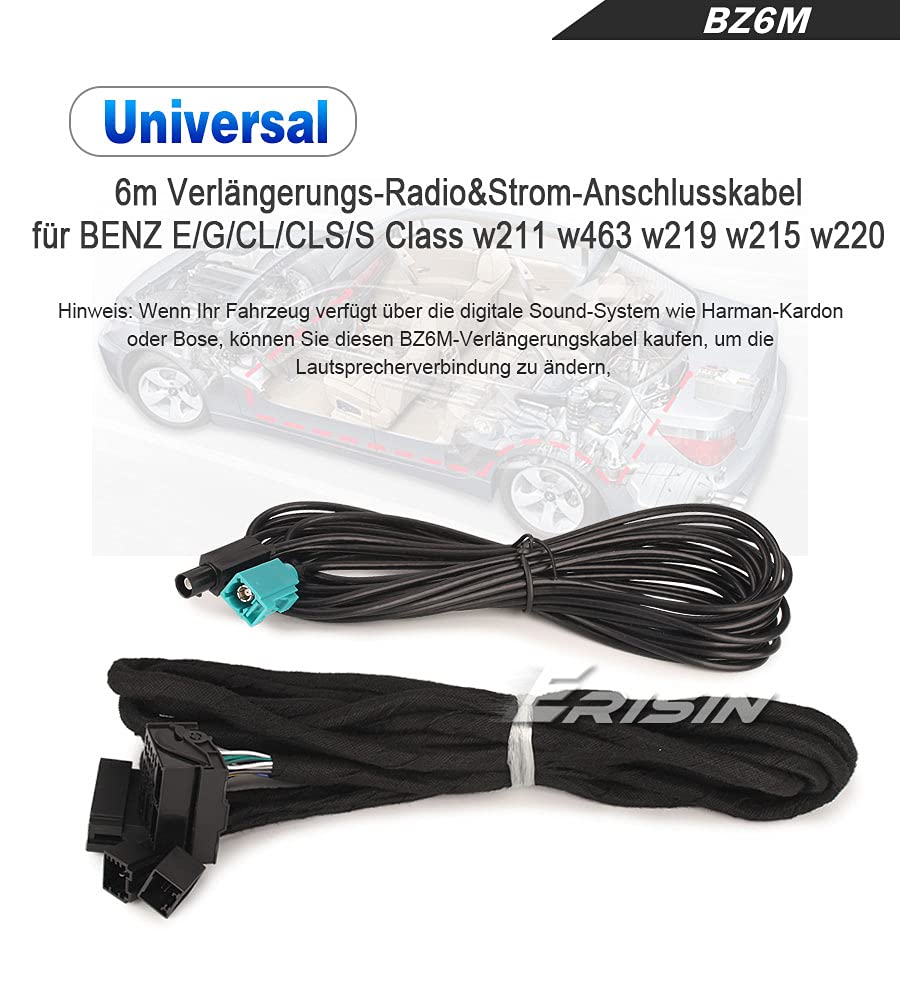 BZ6M
Universal
6m Verlängerungs-Radio&Strom-Anschlusskabel
für BENZ E/G/CL/CLS/S Class w211 w463 w219 w215 w220
Hinweis: Wenn Ihr Fahrzeug verfügt über die digitale Sound-System wie Harman-Kardon
oder Bose, können Sie diesen BZ6M-Verlängerungskabel kaufen, um die
Lautsprecherverbindung zu ändern,
ERISIN